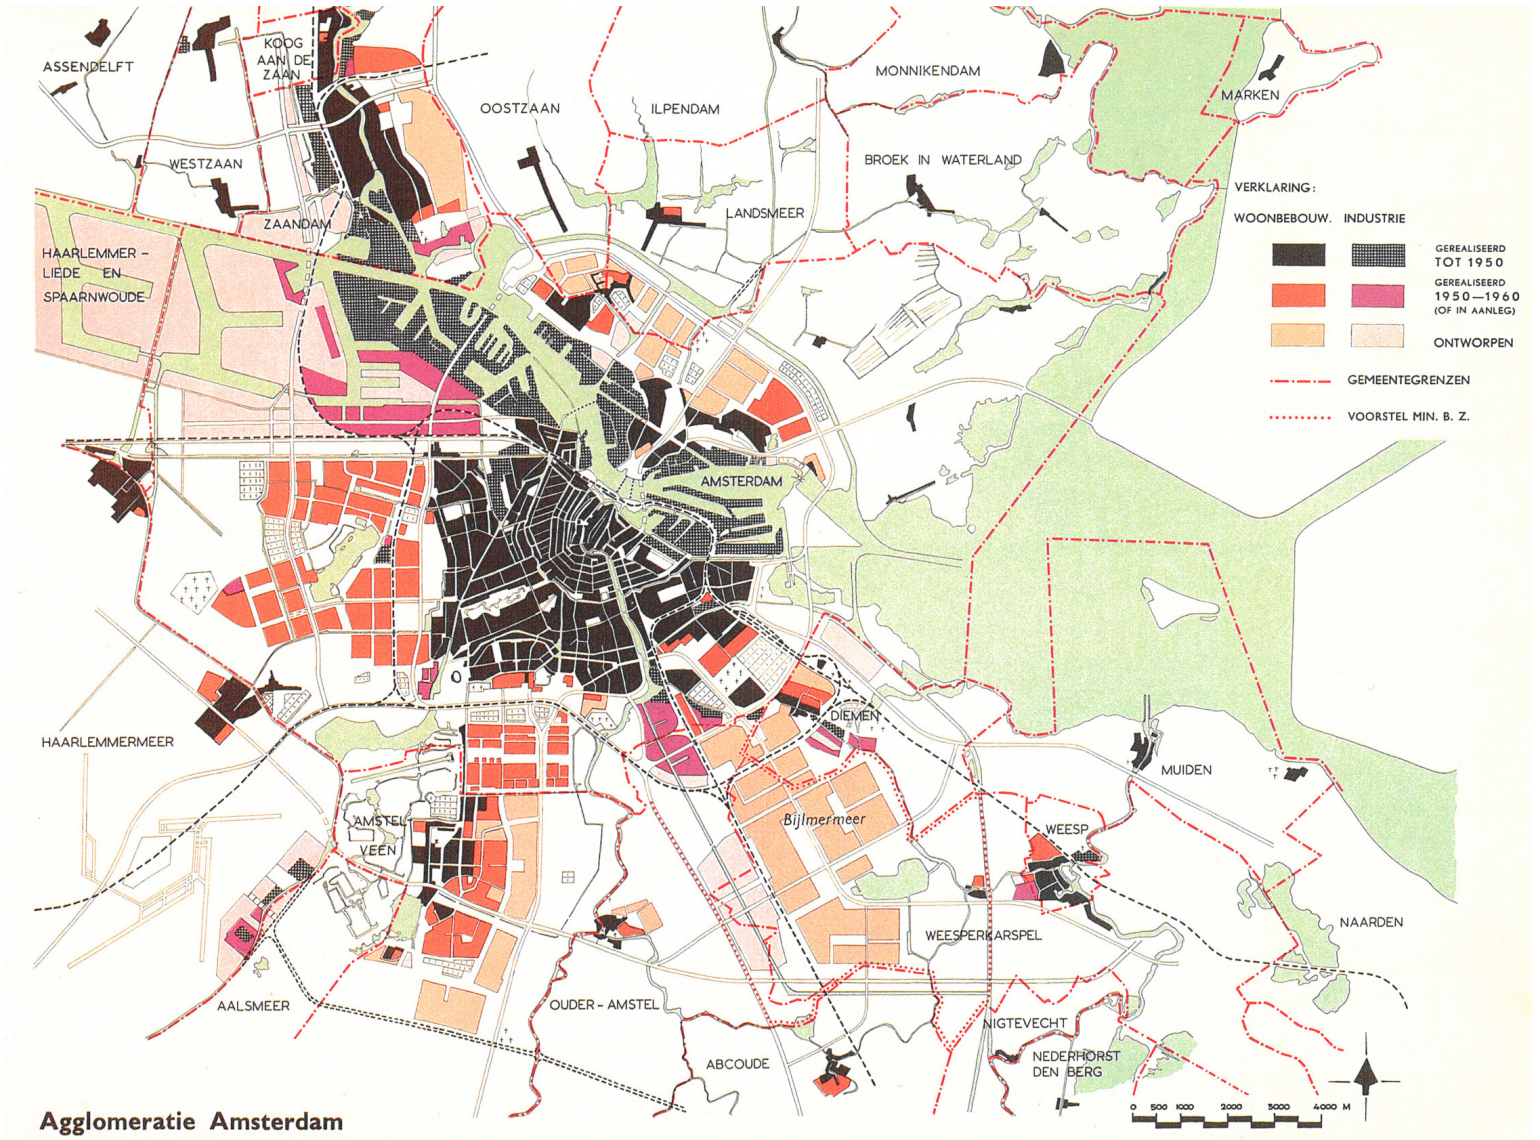 ASSENDELFT
KOOG
AAN DE
ZAAN
WESTZAAN
ZAANDAM
OOSTZAAN
ILPENDAM
LANDSMEER
MONNIKENDAM
BROEK IN WATERLAND
MARKEN
VERKLARING:
WOONBEBOUW. INDUSTRIE
GEREALISEERD
TOT 1950
GEREALISEERD
1950—1960
(OF IN AANLEG)
ONTWORPEN
GEMEENTEGRENZEN
VOORSTEL MIN. B. Z.
HAARLEMMER-
LIEDE EN
SPAARNWOUDE
AMSTERDAM
HAARLEMMERMEER
DIEMEN
MUIDEN
AMSTEL-
VEEN
Bijlmermeer
WEESP
WEESPERKARSPEL
NAARDEN
AALSMEER
OUDER-AMSTEL
ABCOUDE
NIGTEVECHT
NEDERHORST
DEN BERG
0 500 1000 2000 3000 4000 M
Agglomeratie Amsterdam